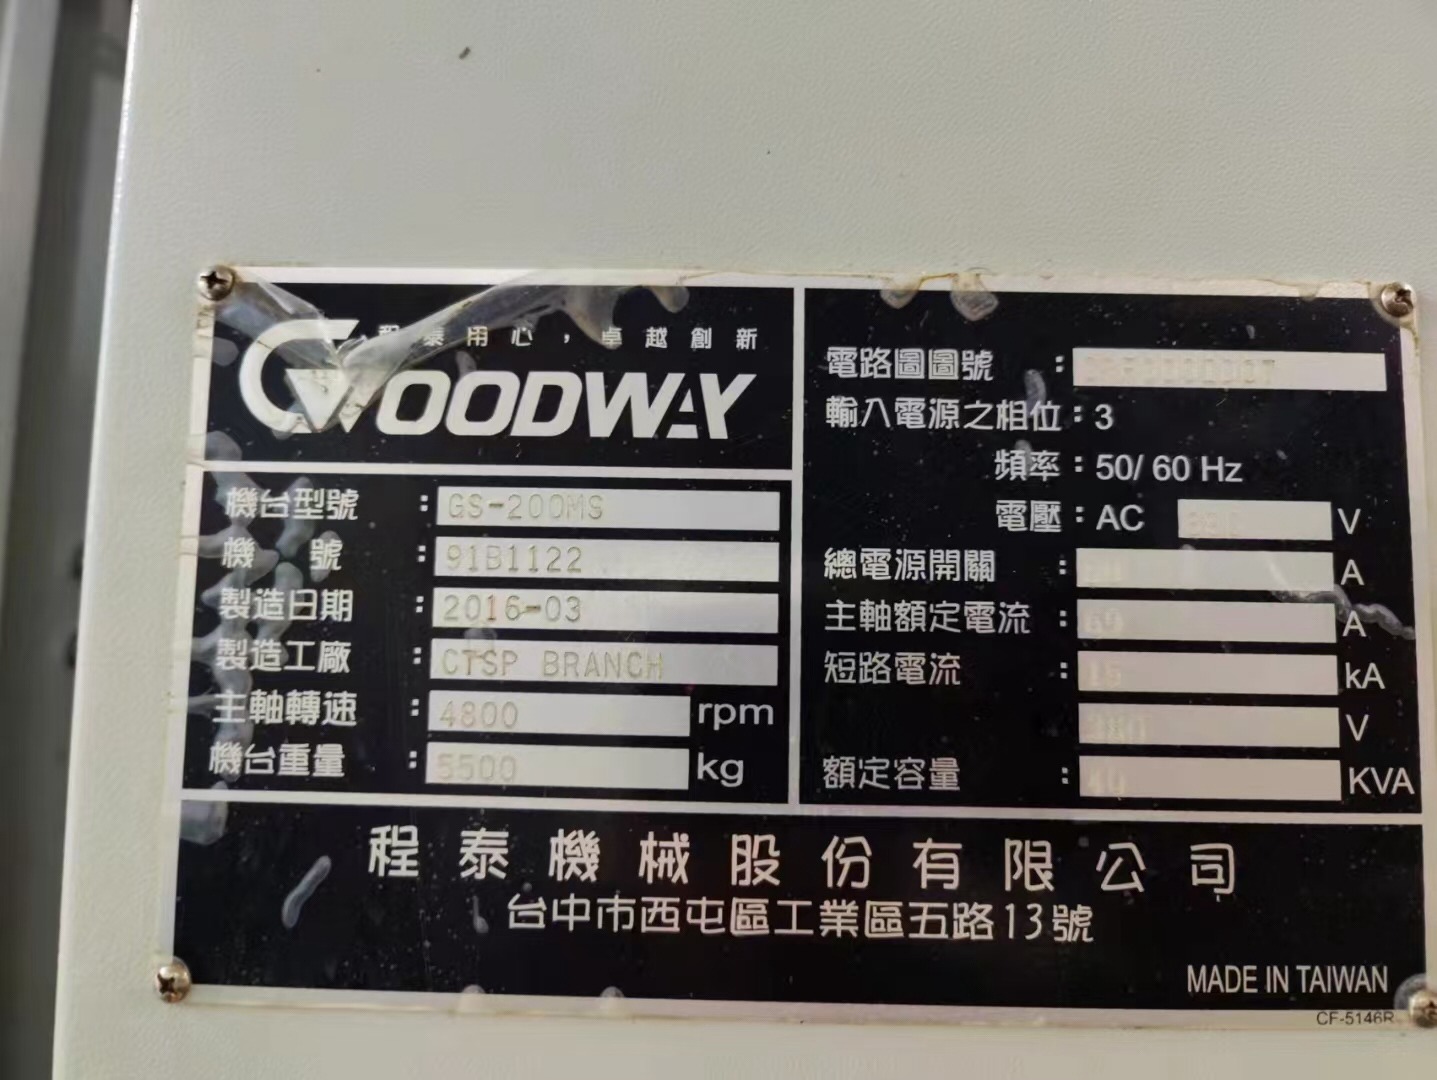 程泰用心，卓越創新
GOODWAY
機台型號 : GS-200MS
機 號 : 91B1122
製造日期 : 2016-03
製造工廠 : CTSP BRANCH
主軸轉速 : 4800 rpm
機台重量 : 5500 kg
電路圖圖號 :
輸入電源之相位 : 3
頻率 : 50/ 60 Hz
電壓 : AC V
總電源開關 : A
主軸額定電流 : A
短路電流 : 15 kA
380 V
額定容量 : KVA
程泰機械股份有限公司
台中市西屯區工業區五路13號
MADE IN TAIWAN
CF-5146R